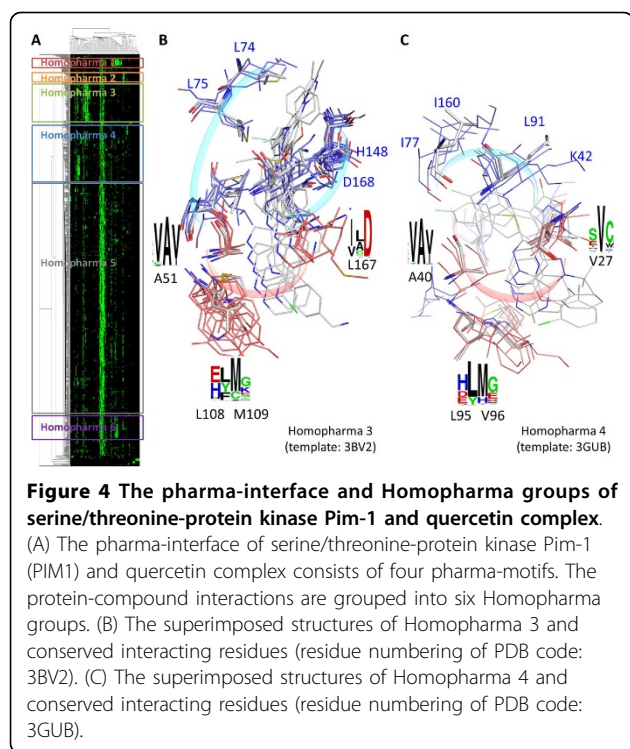 A
B
C
Homopharma 1
Homopharma 2
Homopharma 3
Homopharma 4
Homopharma 5
Homopharma 6
L74
L75
H148
D168
VAV
A51
L167
L108 M109
Homopharma 3
(template: 3BV2)
I160
L91
I77
K42
VAV
A40
V27
L95 V96
Homopharma 4
(template: 3GUB)
Figure 4 The pharma-interface and Homopharma groups of
serine/threonine-protein kinase Pim-1 and quercetin complex.
(A) The pharma-interface of serine/threonine-protein kinase Pim-1
(PIM1) and quercetin complex consists of four pharma-motifs. The
protein-compound interactions are grouped into six Homopharma
groups. (B) The superimposed structures of Homopharma 3 and
conserved interacting residues (residue numbering of PDB code:
3BV2). (C) The superimposed structures of Homopharma 4 and
conserved interacting residues (residue numbering of PDB code:
3GUB).